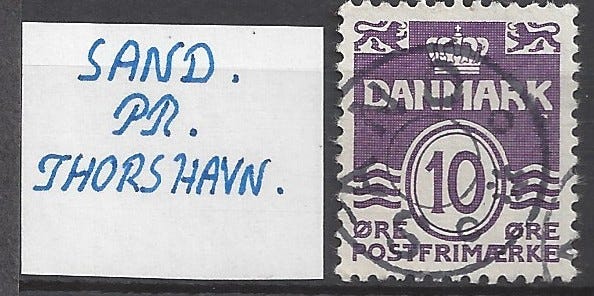 SAND.
PR.
THORSHAVN.
DANMARK
10
ØRE ØRE
POSTFRIMÆRKE